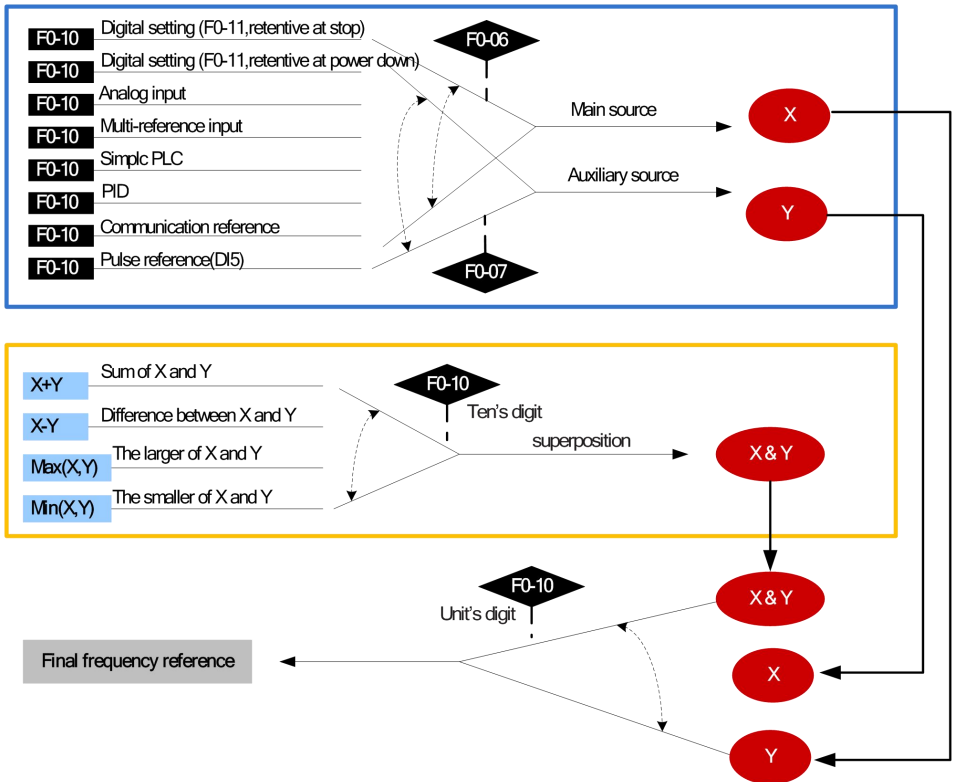 F0-10 Digital setting (F0-11,retentive at stop)
F0-10 Digital setting (F0-11,retentive at power down)
F0-10 Analog input
F0-10 Multi-reference input
F0-10 Simplc PLC
F0-10 PID
F0-10 Communication reference
F0-10 Pulse reference(DI5)
F0-06
Main source
X
Auxiliary source
Y
F0-07
X+Y Sum of X and Y
X-Y Difference between X and Y
Max(X,Y) The larger of X and Y
Min(X,Y) The smaller of X and Y
F0-10
Ten's digit
superposition
X & Y
F0-10
Unit's digit
X & Y
Final frequency reference
X
Y